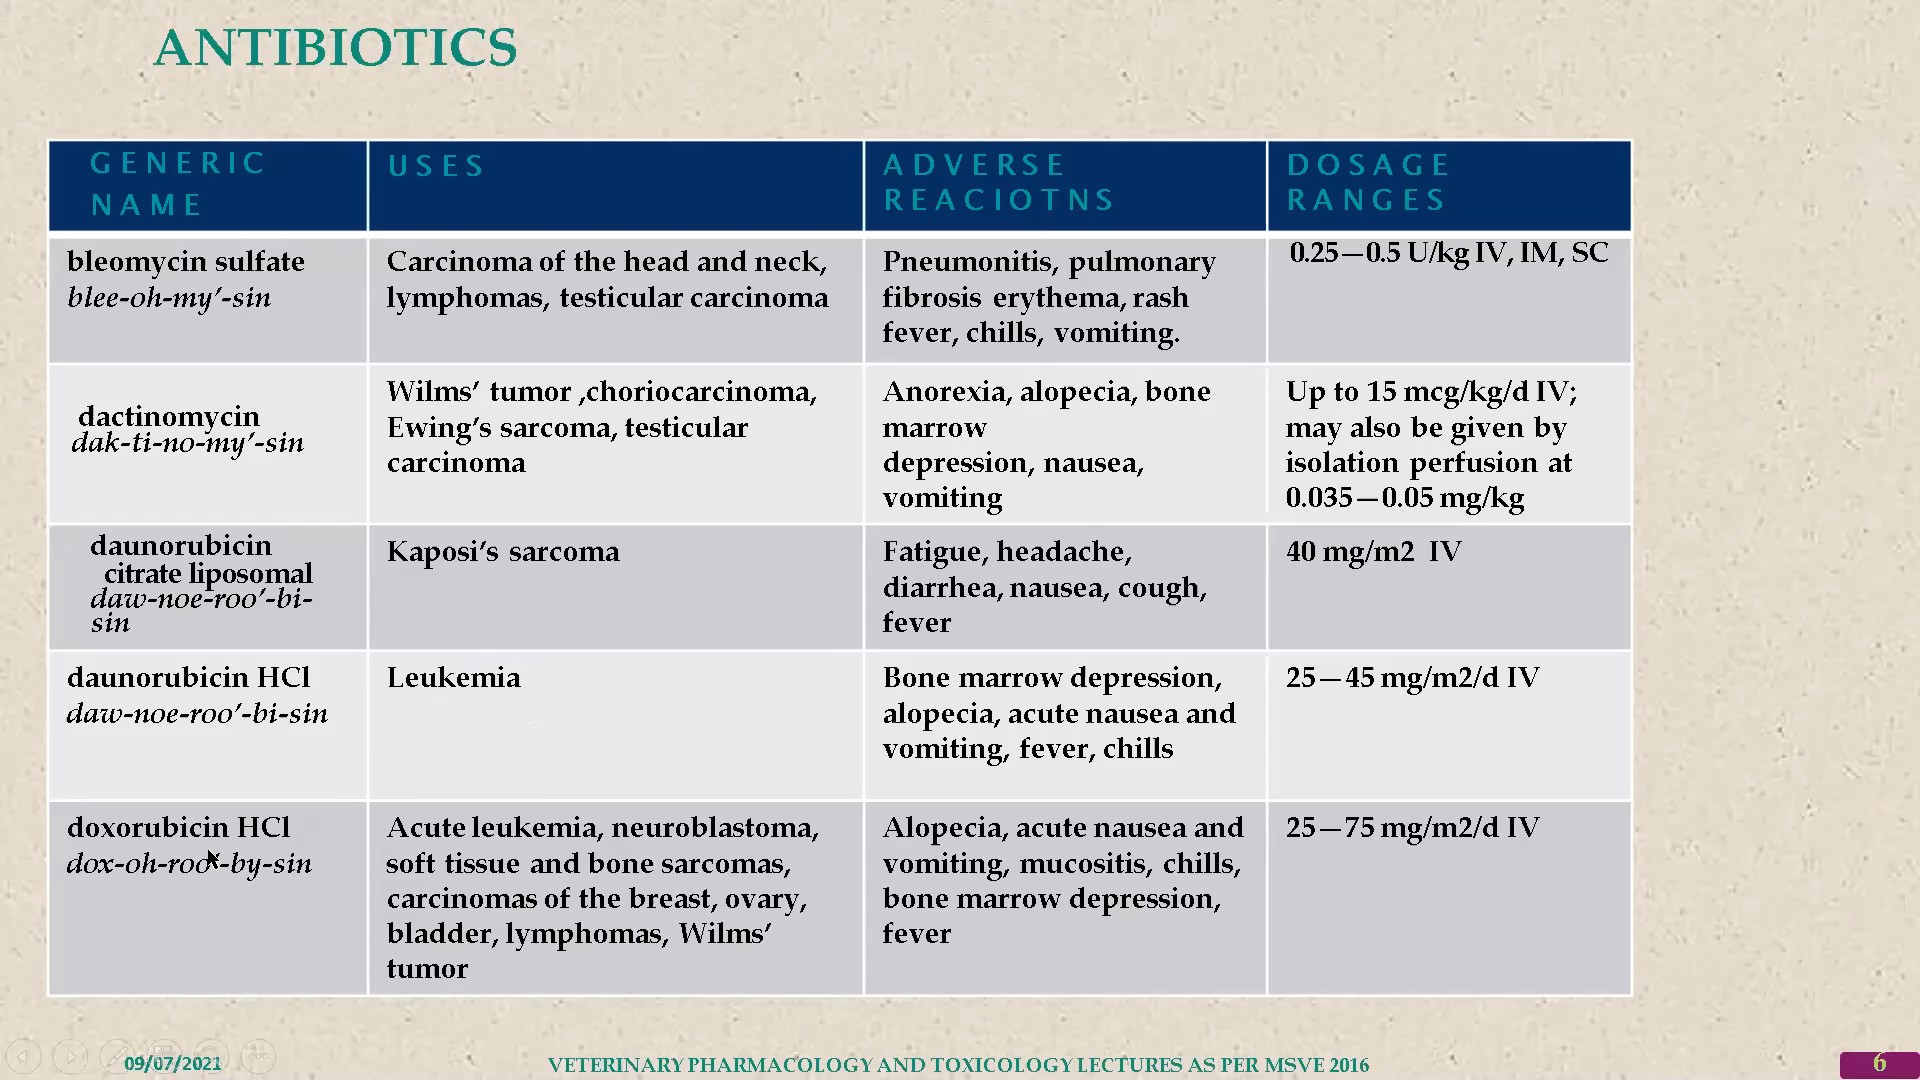 ANTIBIOTICS
GENERIC
NAME
USES
ADVERSE
REACIOTNS
DOSAGE
RANGES
bleomycin sulfate
blee-oh-my’-sin
Carcinoma of the head and neck,
lymphomas, testicular carcinoma
Pneumonitis, pulmonary
fibrosis erythema, rash
fever, chills, vomiting.
0.25—0.5 U/kg IV, IM, SC
dactinomycin
dak-ti-no-my’-sin
Wilms’ tumor ,choriocarcinoma,
Ewing’s sarcoma, testicular
carcinoma
Anorexia, alopecia, bone
marrow
depression, nausea,
vomiting
Up to 15 mcg/kg/d IV;
may also be given by
isolation perfusion at
0.035—0.05 mg/kg
daunorubicin
citrate liposomal
daw-noe-roo’-bi-
sin
Kaposi’s sarcoma
Fatigue, headache,
diarrhea, nausea, cough,
fever
40 mg/m2 IV
daunorubicin HCl
daw-noe-roo’-bi-sin
Leukemia
Bone marrow depression,
alopecia, acute nausea and
vomiting, fever, chills
25—45 mg/m2/d IV
doxorubicin HCl
dox-oh-roo’-by-sin
Acute leukemia, neuroblastoma,
soft tissue and bone sarcomas,
carcinomas of the breast, ovary,
bladder, lymphomas, Wilms’
tumor
Alopecia, acute nausea and
vomiting, mucositis, chills,
bone marrow depression,
fever
25—75 mg/m2/d IV
09/07/2021
VETERINARY PHARMACOLOGY AND TOXICOLOGY LECTURES AS PER MSVE 2016
6